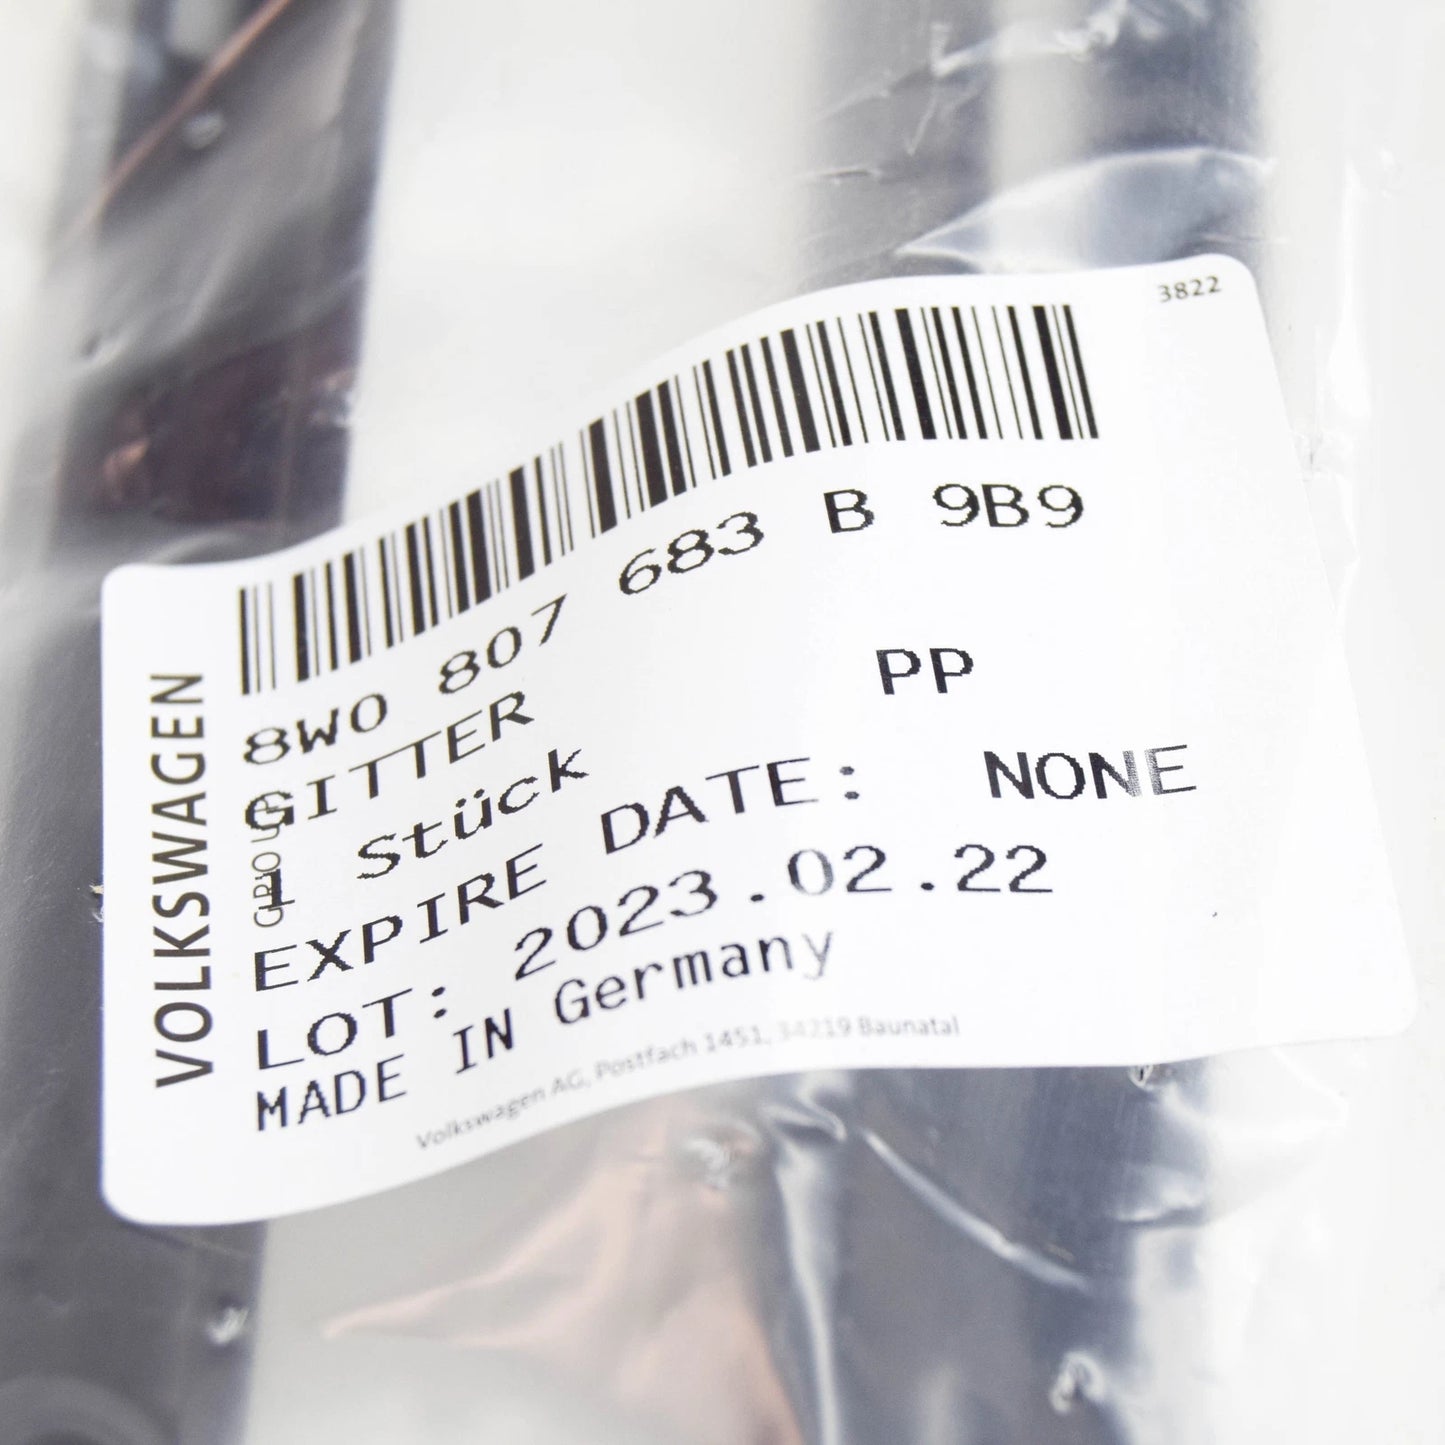 3822
8W0 807 683 B 9B9
GITTER PP
1 Stück
EXPIRE DATE: NONE
LOT: 2023.02.22
MADE IN Germany
Volkswagen AG, Postfach 1451, 34219 Baunatal
VOLKSWAGEN